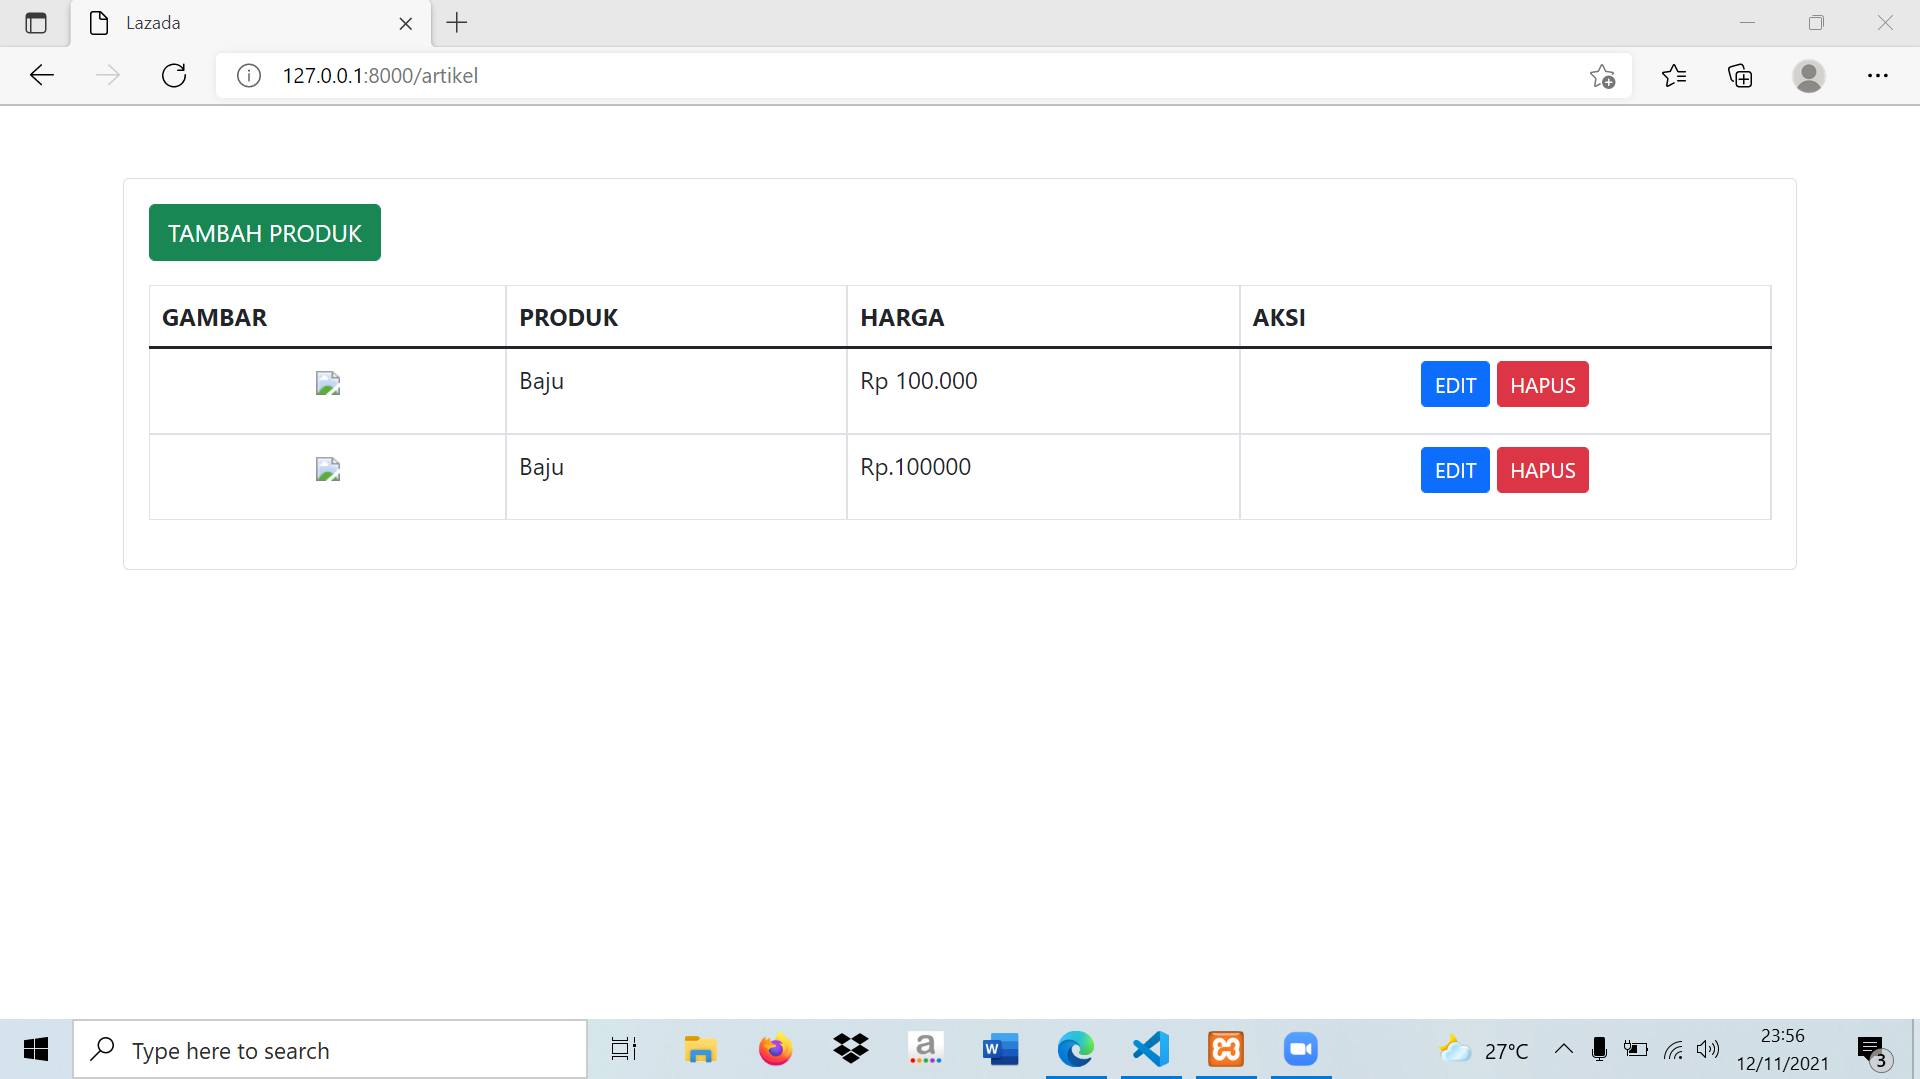 Lazada
127.0.0.1:8000/artikel
TAMBAH PRODUK
GAMBAR PRODUK HARGA AKSI
Baju Rp 100.000 EDIT HAPUS
Baju Rp.100000 EDIT HAPUS
Type here to search
a
W
27°C
23:56
12/11/2021
3